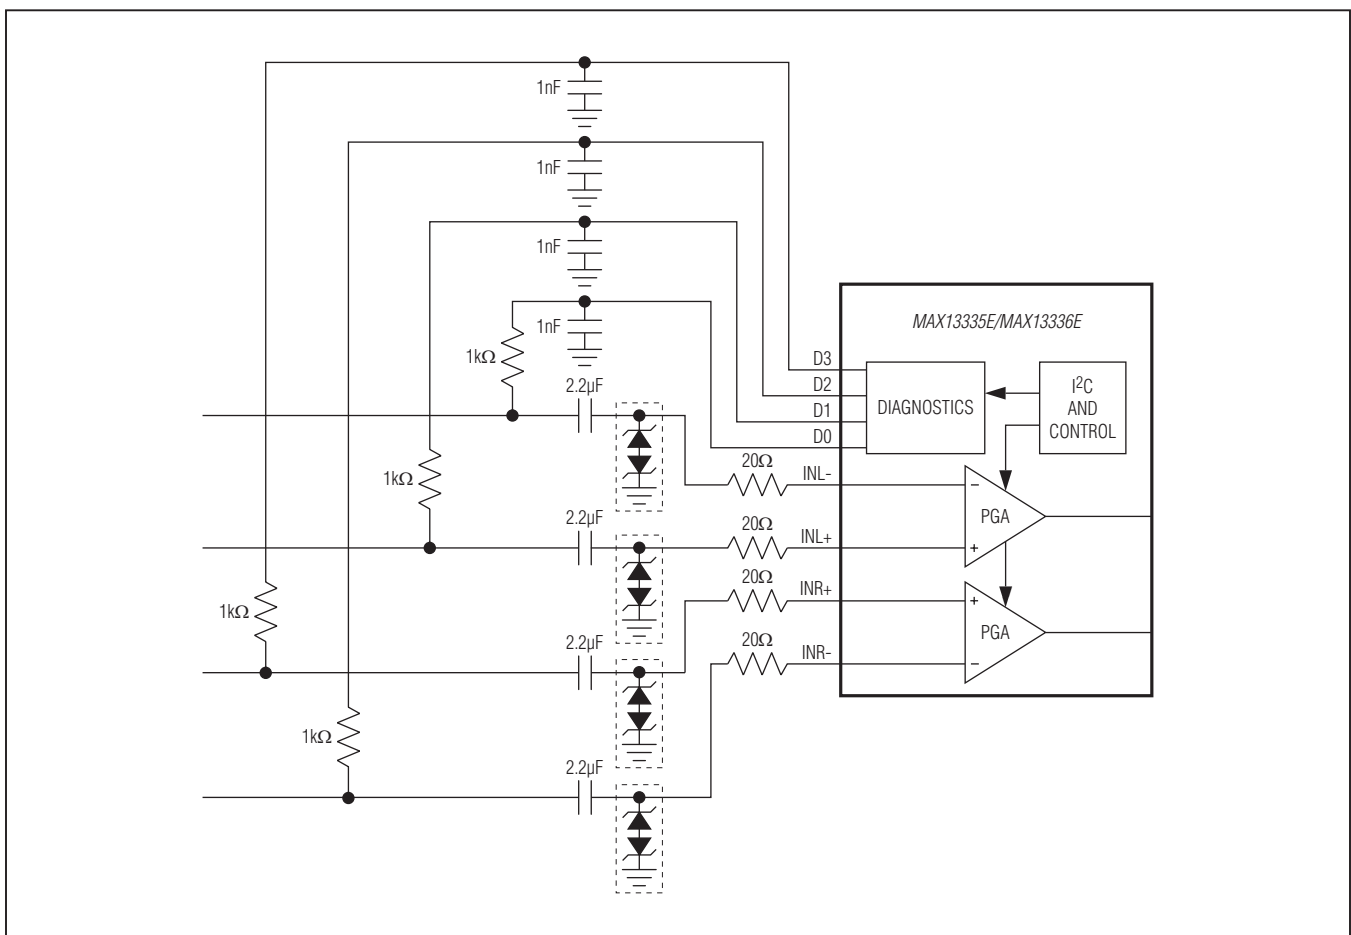 1nF
1nF
1nF
1nF
1kΩ
2.2µF
MAX13335E/MAX13336E
D3
D2
D1
D0
DIAGNOSTICS
I²C
AND
CONTROL
1kΩ
20Ω
INL-
−
PGA
2.2µF
20Ω
INL+
+
1kΩ
20Ω
INR+
+
PGA
2.2µF
20Ω
INR-
−
1kΩ
2.2µF